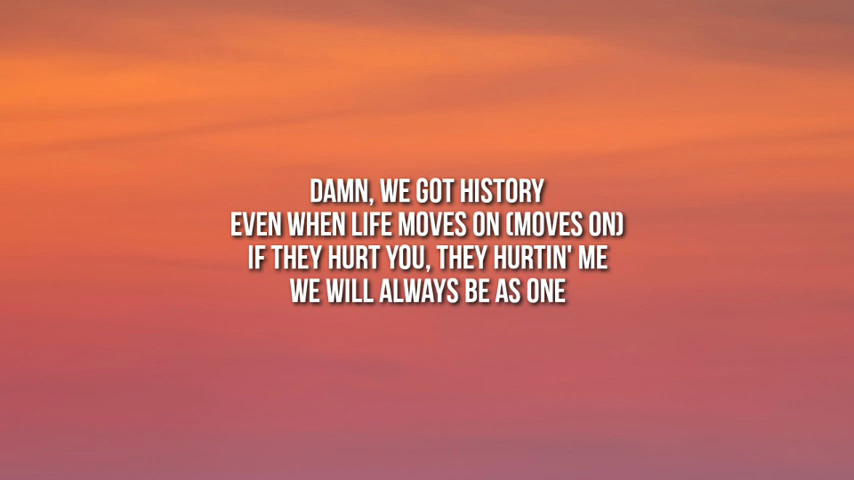 DAMN, WE GOT HISTORY
EVEN WHEN LIFE MOVES ON (MOVES ON)
IF THEY HURT YOU, THEY HURTIN' ME
WE WILL ALWAYS BE AS ONE